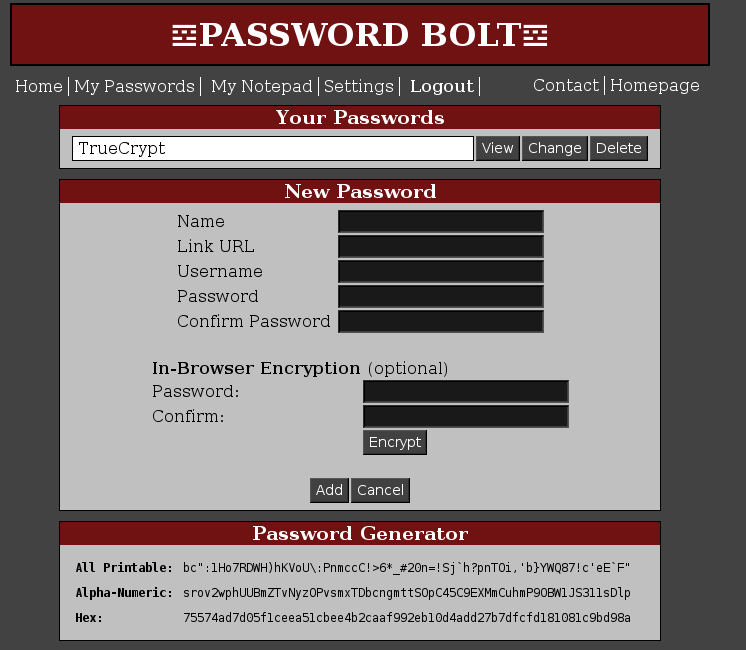 PASSWORD BOLT
Home My Passwords My Notepad Settings Logout Contact Homepage
Your Passwords
TrueCrypt View Change Delete
New Password
Name
Link URL
Username
Password
Confirm Password
In-Browser Encryption (optional)
Password:
Confirm:
Encrypt
Add Cancel
Password Generator
All Printable: bc":1Ho7RDWH)hKVoU\:PnmccC!>6*_#20n=!Sj`h?pnTOi,'b}YWQ87!c'eE`F"
Alpha-Numeric: srov2wphUUBmZTvNyzOPvsmxTDbcngmttSOpC45C9EXMmCuhmP9OBW1JS31lsDlp
Hex: 75574ad7d05f1ceea51cbee4b2caaf992eb10d4add27b7dfcfd181081c9bd98a